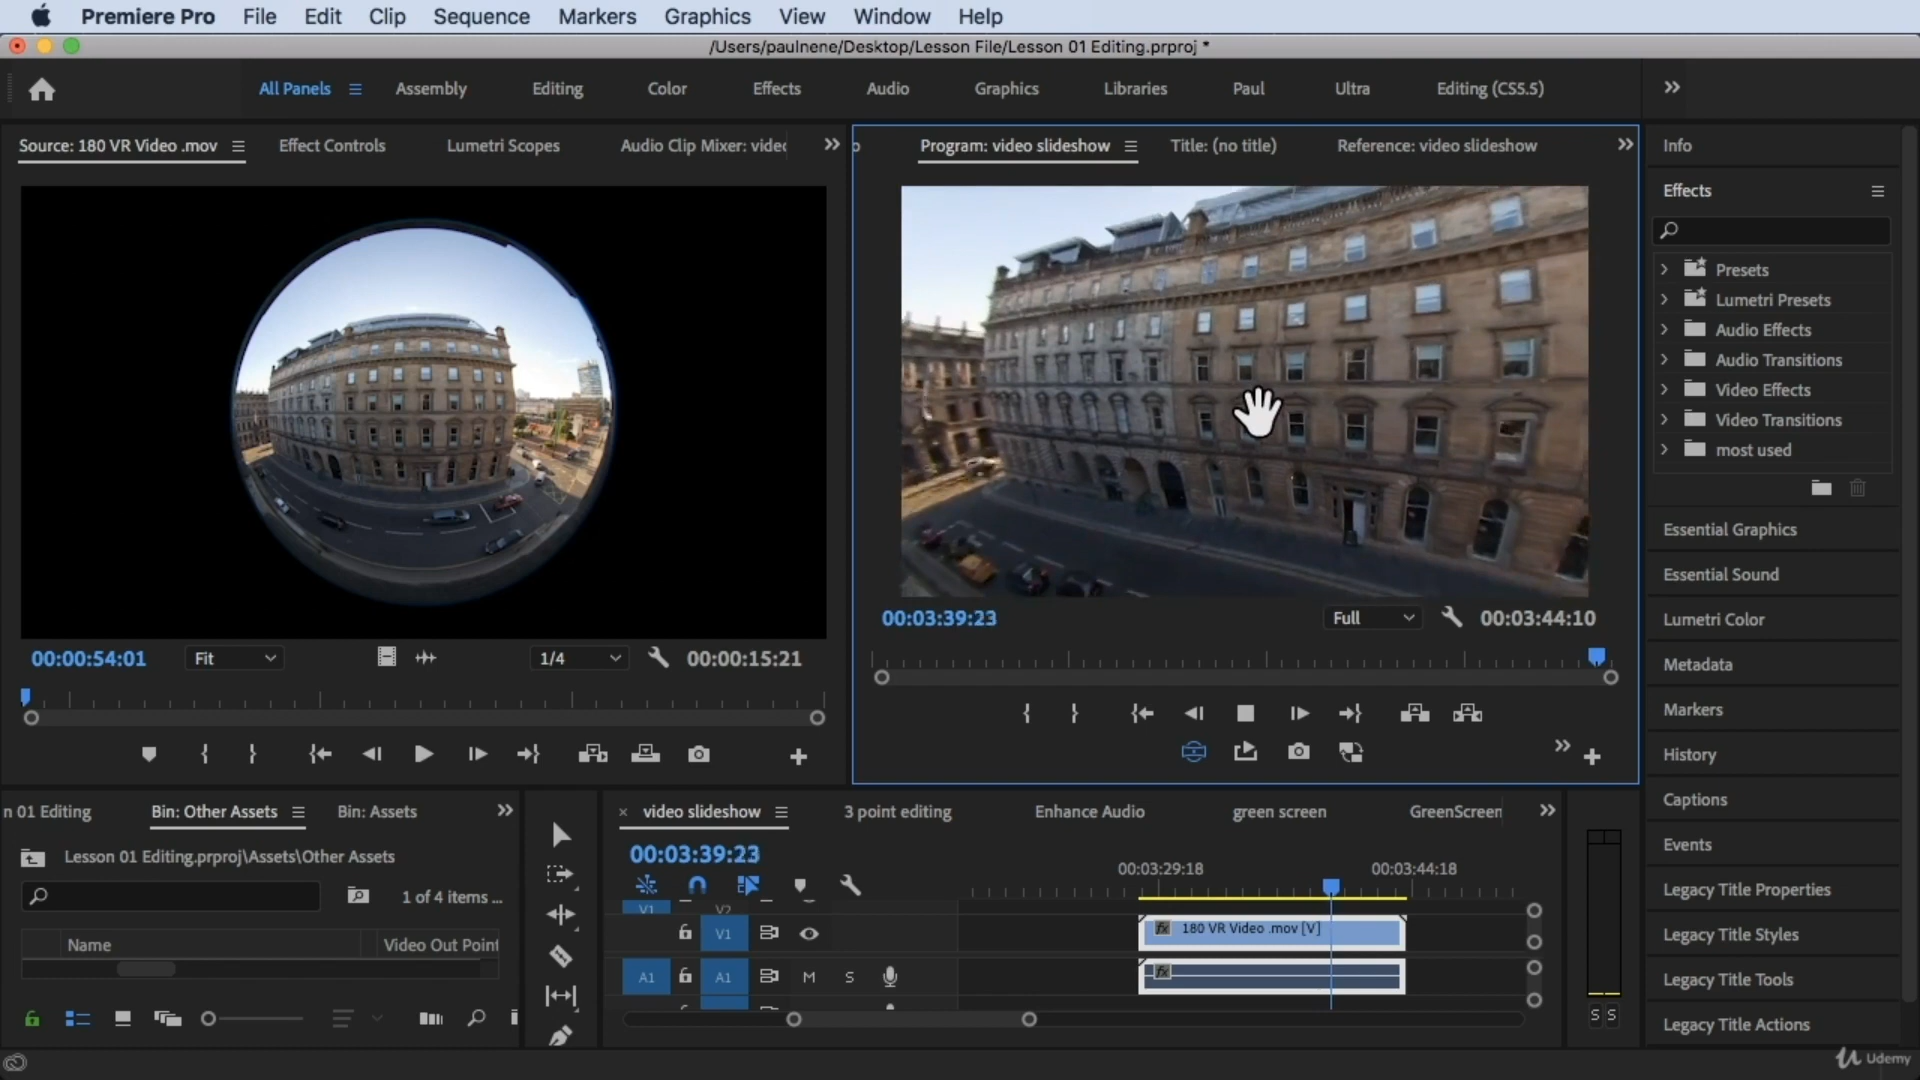 Premiere Pro File Edit Clip Sequence Markers Graphics View Window Help
/Users/paulnene/Desktop/Lesson File/Lesson 01 Editing.prproj *
All Panels Assembly Editing Color Effects Audio Graphics Libraries Paul Ultra Editing (CS5.5)
Source: 180 VR Video .mov Effect Controls Lumetri Scopes Audio Clip Mixer: video
Program: video slideshow Title: (no title) Reference: video slideshow
00:03:39:23 Full 00:03:44:10
00:00:54:01 Fit 1/4 00:00:15:21
Info
Effects
Presets
Lumetri Presets
Audio Effects
Audio Transitions
Video Effects
Video Transitions
most used
Essential Graphics
Essential Sound
Lumetri Color
Metadata
Markers
History
Captions
Events
Legacy Title Properties
Legacy Title Styles
Legacy Title Tools
Legacy Title Actions
n 01 Editing Bin: Other Assets Bin: Assets
Lesson 01 Editing.prproj\Assets\Other Assets
1 of 4 items ...
Name Video Out Point
video slideshow 3 point editing Enhance Audio green screen GreenScreen
00:03:39:23
00:03:29:18 00:03:44:18
V1 V2
V1
fx 180 VR Video .mov [V]
A1 A1 M S
fx
S S
Udemy